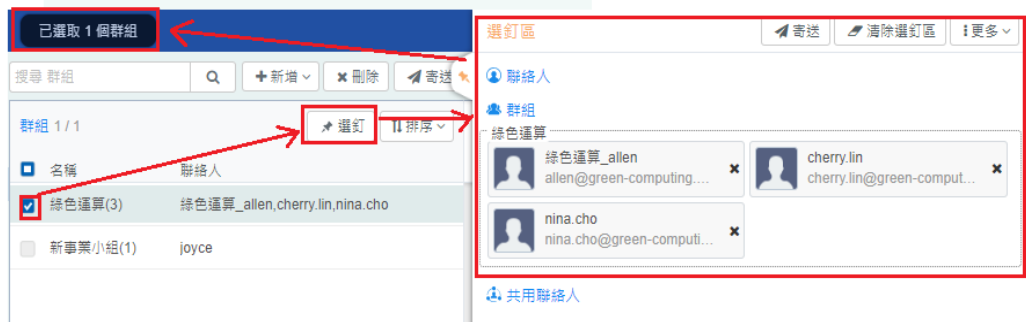 已選取 1 個群組
搜尋 群組
新增
刪除
寄送
群組 1 / 1
選釘
排序
名稱
聯絡人
綠色運算(3)
綠色運算_allen,cherry.lin,nina.cho
新事業小組(1)
joyce
選釘區
寄送
清除選釘區
更多
聯絡人
群組
綠色運算
綠色運算_allen
allen@green-computing....
cherry.lin
cherry.lin@green-comput...
nina.cho
nina.cho@green-computi...
共用聯絡人